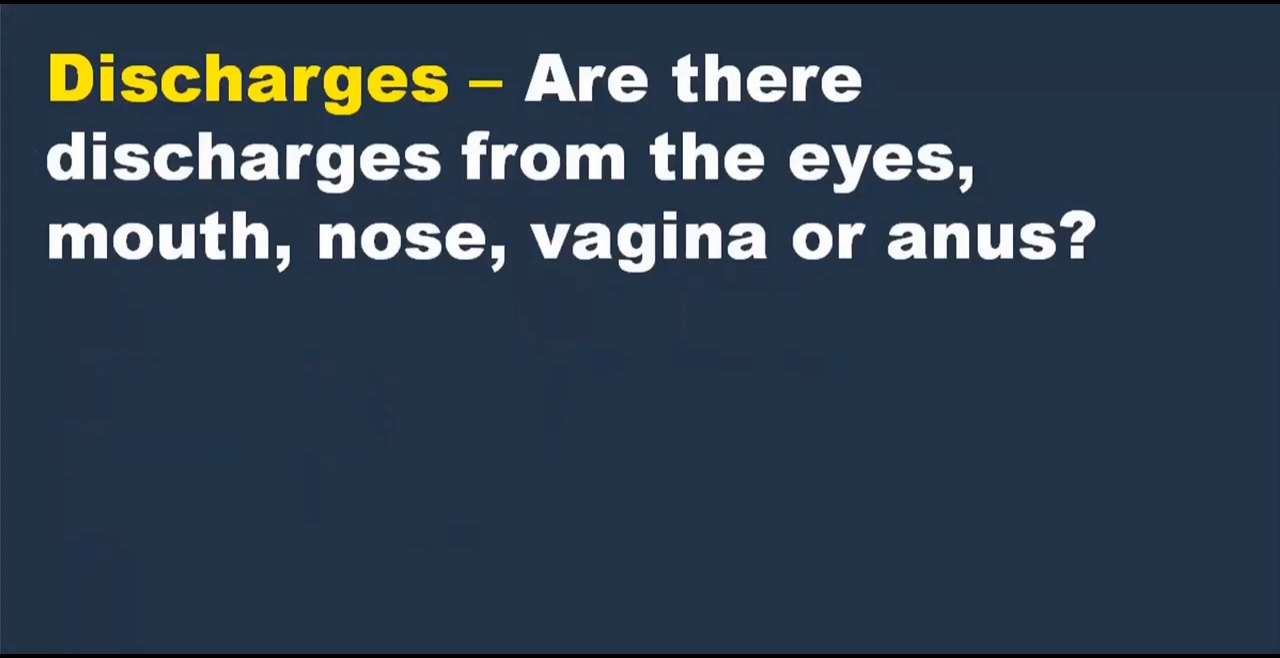 Discharges – Are there
discharges from the eyes,
mouth, nose, vagina or anus?